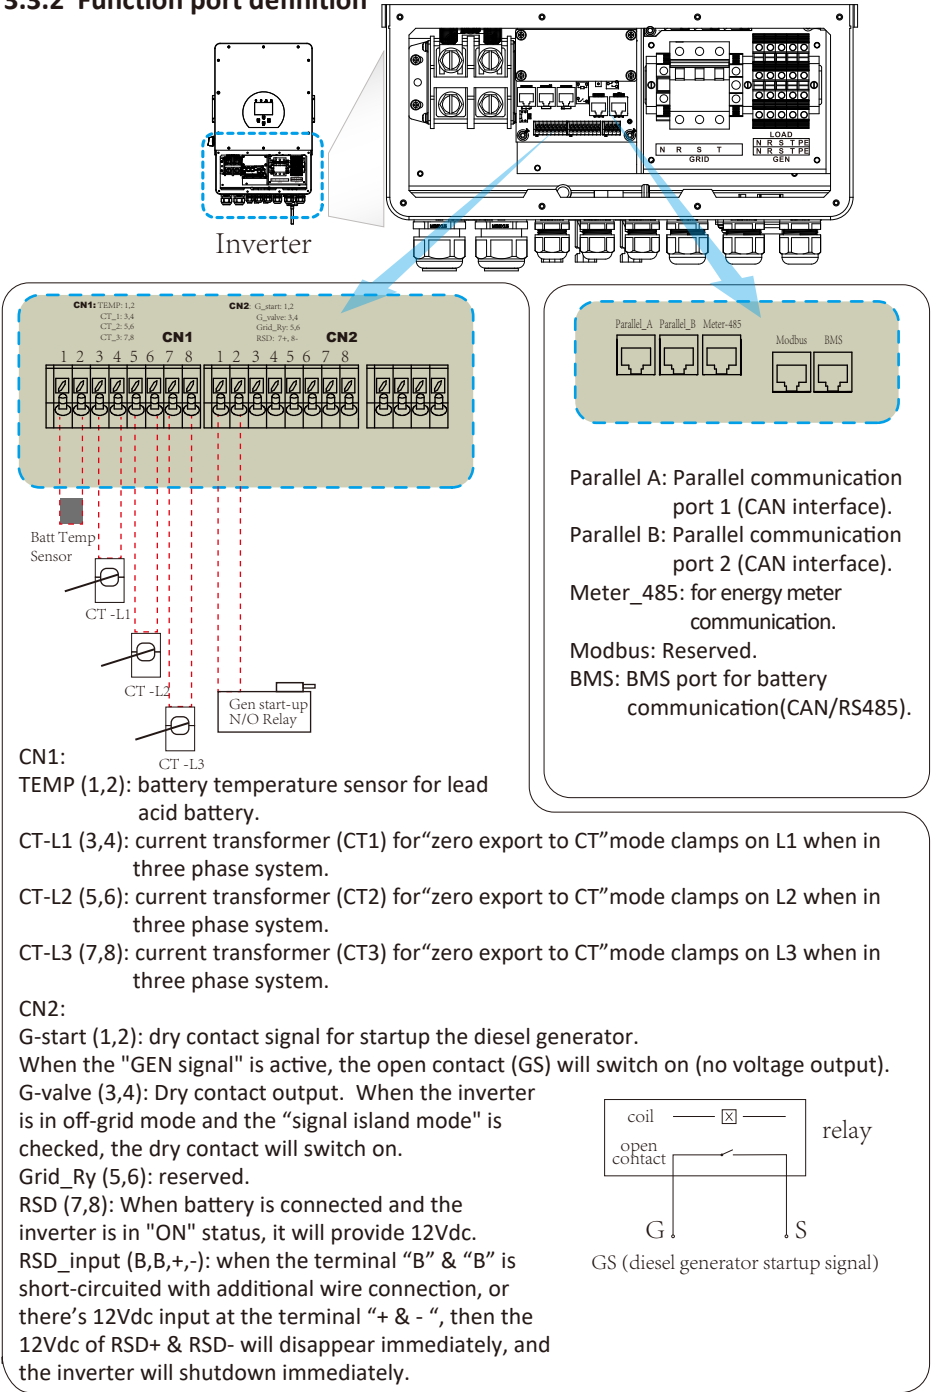 3.3.2 Function port definition
LOAD
N R S T PE
N R S T PE
GEN
N R S T
GRID
Inverter
CN1: TEMP: 1,2
CT_1: 3,4
CT_2: 5,6
CT_3: 7,8
CN1
CN2: G_start: 1,2
G_valve: 3,4
Grid_Ry: 5,6
RSD: 7+, 8-
CN2
1 2 3 4 5 6 7 8
1 2 3 4 5 6 7 8
Batt Temp
Sensor
CT -L1
CT -L2
CT -L3
Gen start-up
N/O Relay
Parallel_A Parallel_B Meter-485
Modbus BMS
Parallel A: Parallel communication
port 1 (CAN interface).
Parallel B: Parallel communication
port 2 (CAN interface).
Meter_485: for energy meter
communication.
Modbus: Reserved.
BMS: BMS port for battery
communication(CAN/RS485).
CN1:
TEMP (1,2): battery temperature sensor for lead
acid battery.
CT-L1 (3,4): current transformer (CT1) for“zero export to CT”mode clamps on L1 when in
three phase system.
CT-L2 (5,6): current transformer (CT2) for“zero export to CT”mode clamps on L2 when in
three phase system.
CT-L3 (7,8): current transformer (CT3) for“zero export to CT”mode clamps on L3 when in
three phase system.
CN2:
G-start (1,2): dry contact signal for startup the diesel generator.
When the "GEN signal" is active, the open contact (GS) will switch on (no voltage output).
G-valve (3,4): Dry contact output. When the inverter
is in off-grid mode and the “signal island mode" is
checked, the dry contact will switch on.
Grid_Ry (5,6): reserved.
RSD (7,8): When battery is connected and the
inverter is in "ON" status, it will provide 12Vdc.
RSD_input (B,B,+,-): when the terminal “B” & “B” is
short-circuited with additional wire connection, or
there’s 12Vdc input at the terminal “+ & - “, then the
12Vdc of RSD+ & RSD- will disappear immediately, and
the inverter will shutdown immediately.
coil
open
contact
relay
G S
GS (diesel generator startup signal)